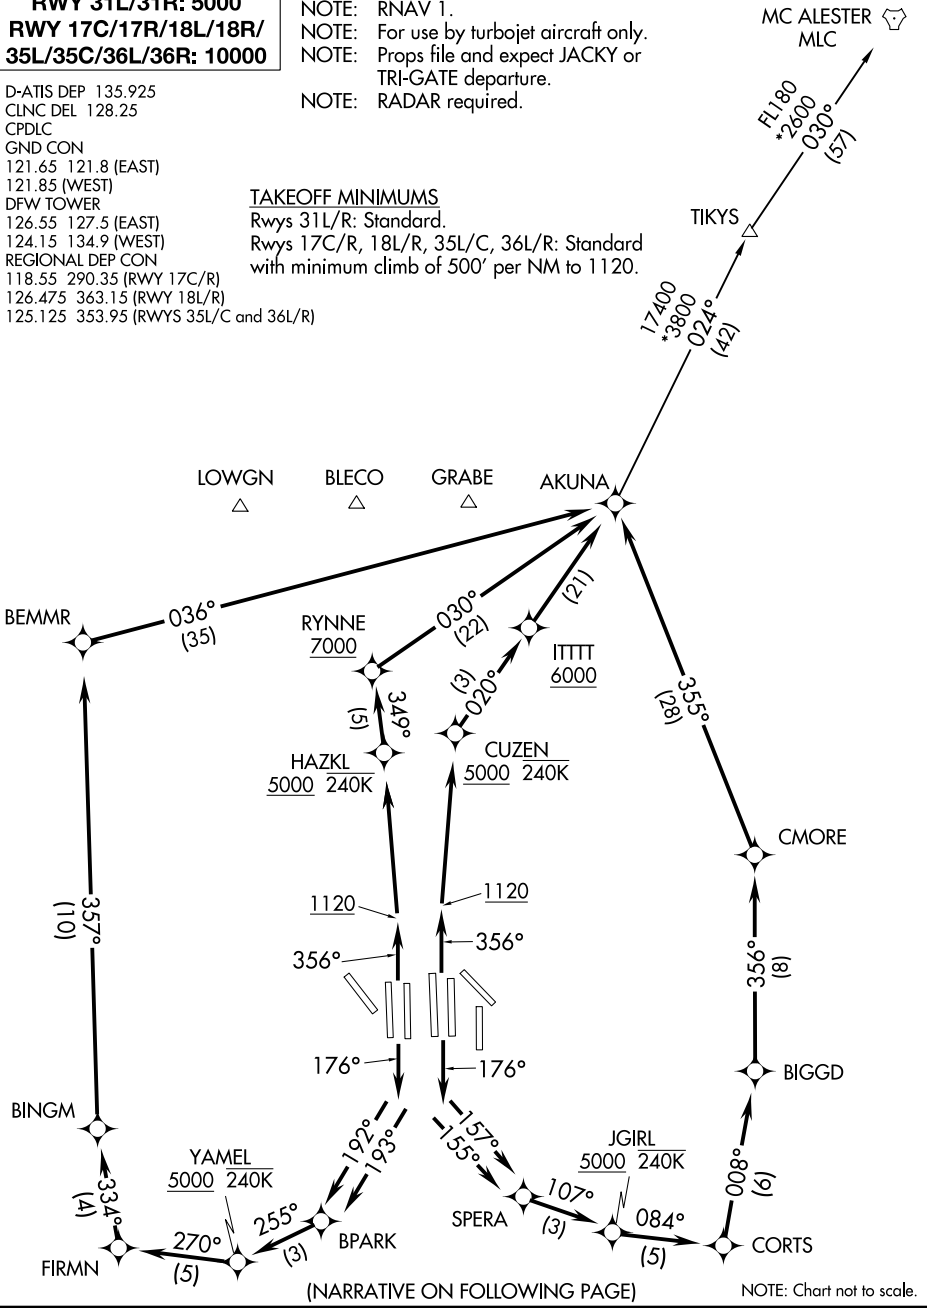 RWY 31L/31R: 5000
RWY 17C/17R/18L/18R/
35L/35C/36L/36R: 10000
NOTE: RNAV 1.
NOTE: For use by turbojet aircraft only.
NOTE: Props file and expect JACKY or
TRI-GATE departure.
NOTE: RADAR required.
MC ALESTER
MLC
D-ATIS DEP 135.925
CLNC DEL 128.25
CPDLC
GND CON
121.65 121.8 (EAST)
121.85 (WEST)
DFW TOWER
126.55 127.5 (EAST)
124.15 134.9 (WEST)
REGIONAL DEP CON
118.55 290.35 (RWY 17C/R)
126.475 363.15 (RWY 18L/R)
125.125 353.95 (RWYS 35L/C and 36L/R)
TAKEOFF MINIMUMS
Rwys 31L/R: Standard.
Rwys 17C/R, 18L/R, 35L/C, 36L/R: Standard
with minimum climb of 500' per NM to 1120.
FL180
*2600
030°
(57)
TIKYS
17400
*3800
024°
(42)
LOWGN
BLECO
GRABE
AKUNA
BEMMR
036°
(35)
RYNNE
7000
030°
(22)
(21)
ITTTT
6000
349°
(5)
(3)
020°
HAZKL
5000 240K
CUZEN
5000 240K
355°
(28)
CMORE
1120
1120
357°
(10)
356°
356°
356°
(8)
176°
176°
BIGGD
BINGM
192°
193°
157°
155°
YAMEL
5000 240K
JGIRL
5000 240K
334°
(4)
255°
(3)
BPARK
SPERA
107°
(3)
084°
(5)
008°
(6)
CORTS
FIRMN
270°
(5)
(NARRATIVE ON FOLLOWING PAGE)
NOTE: Chart not to scale.